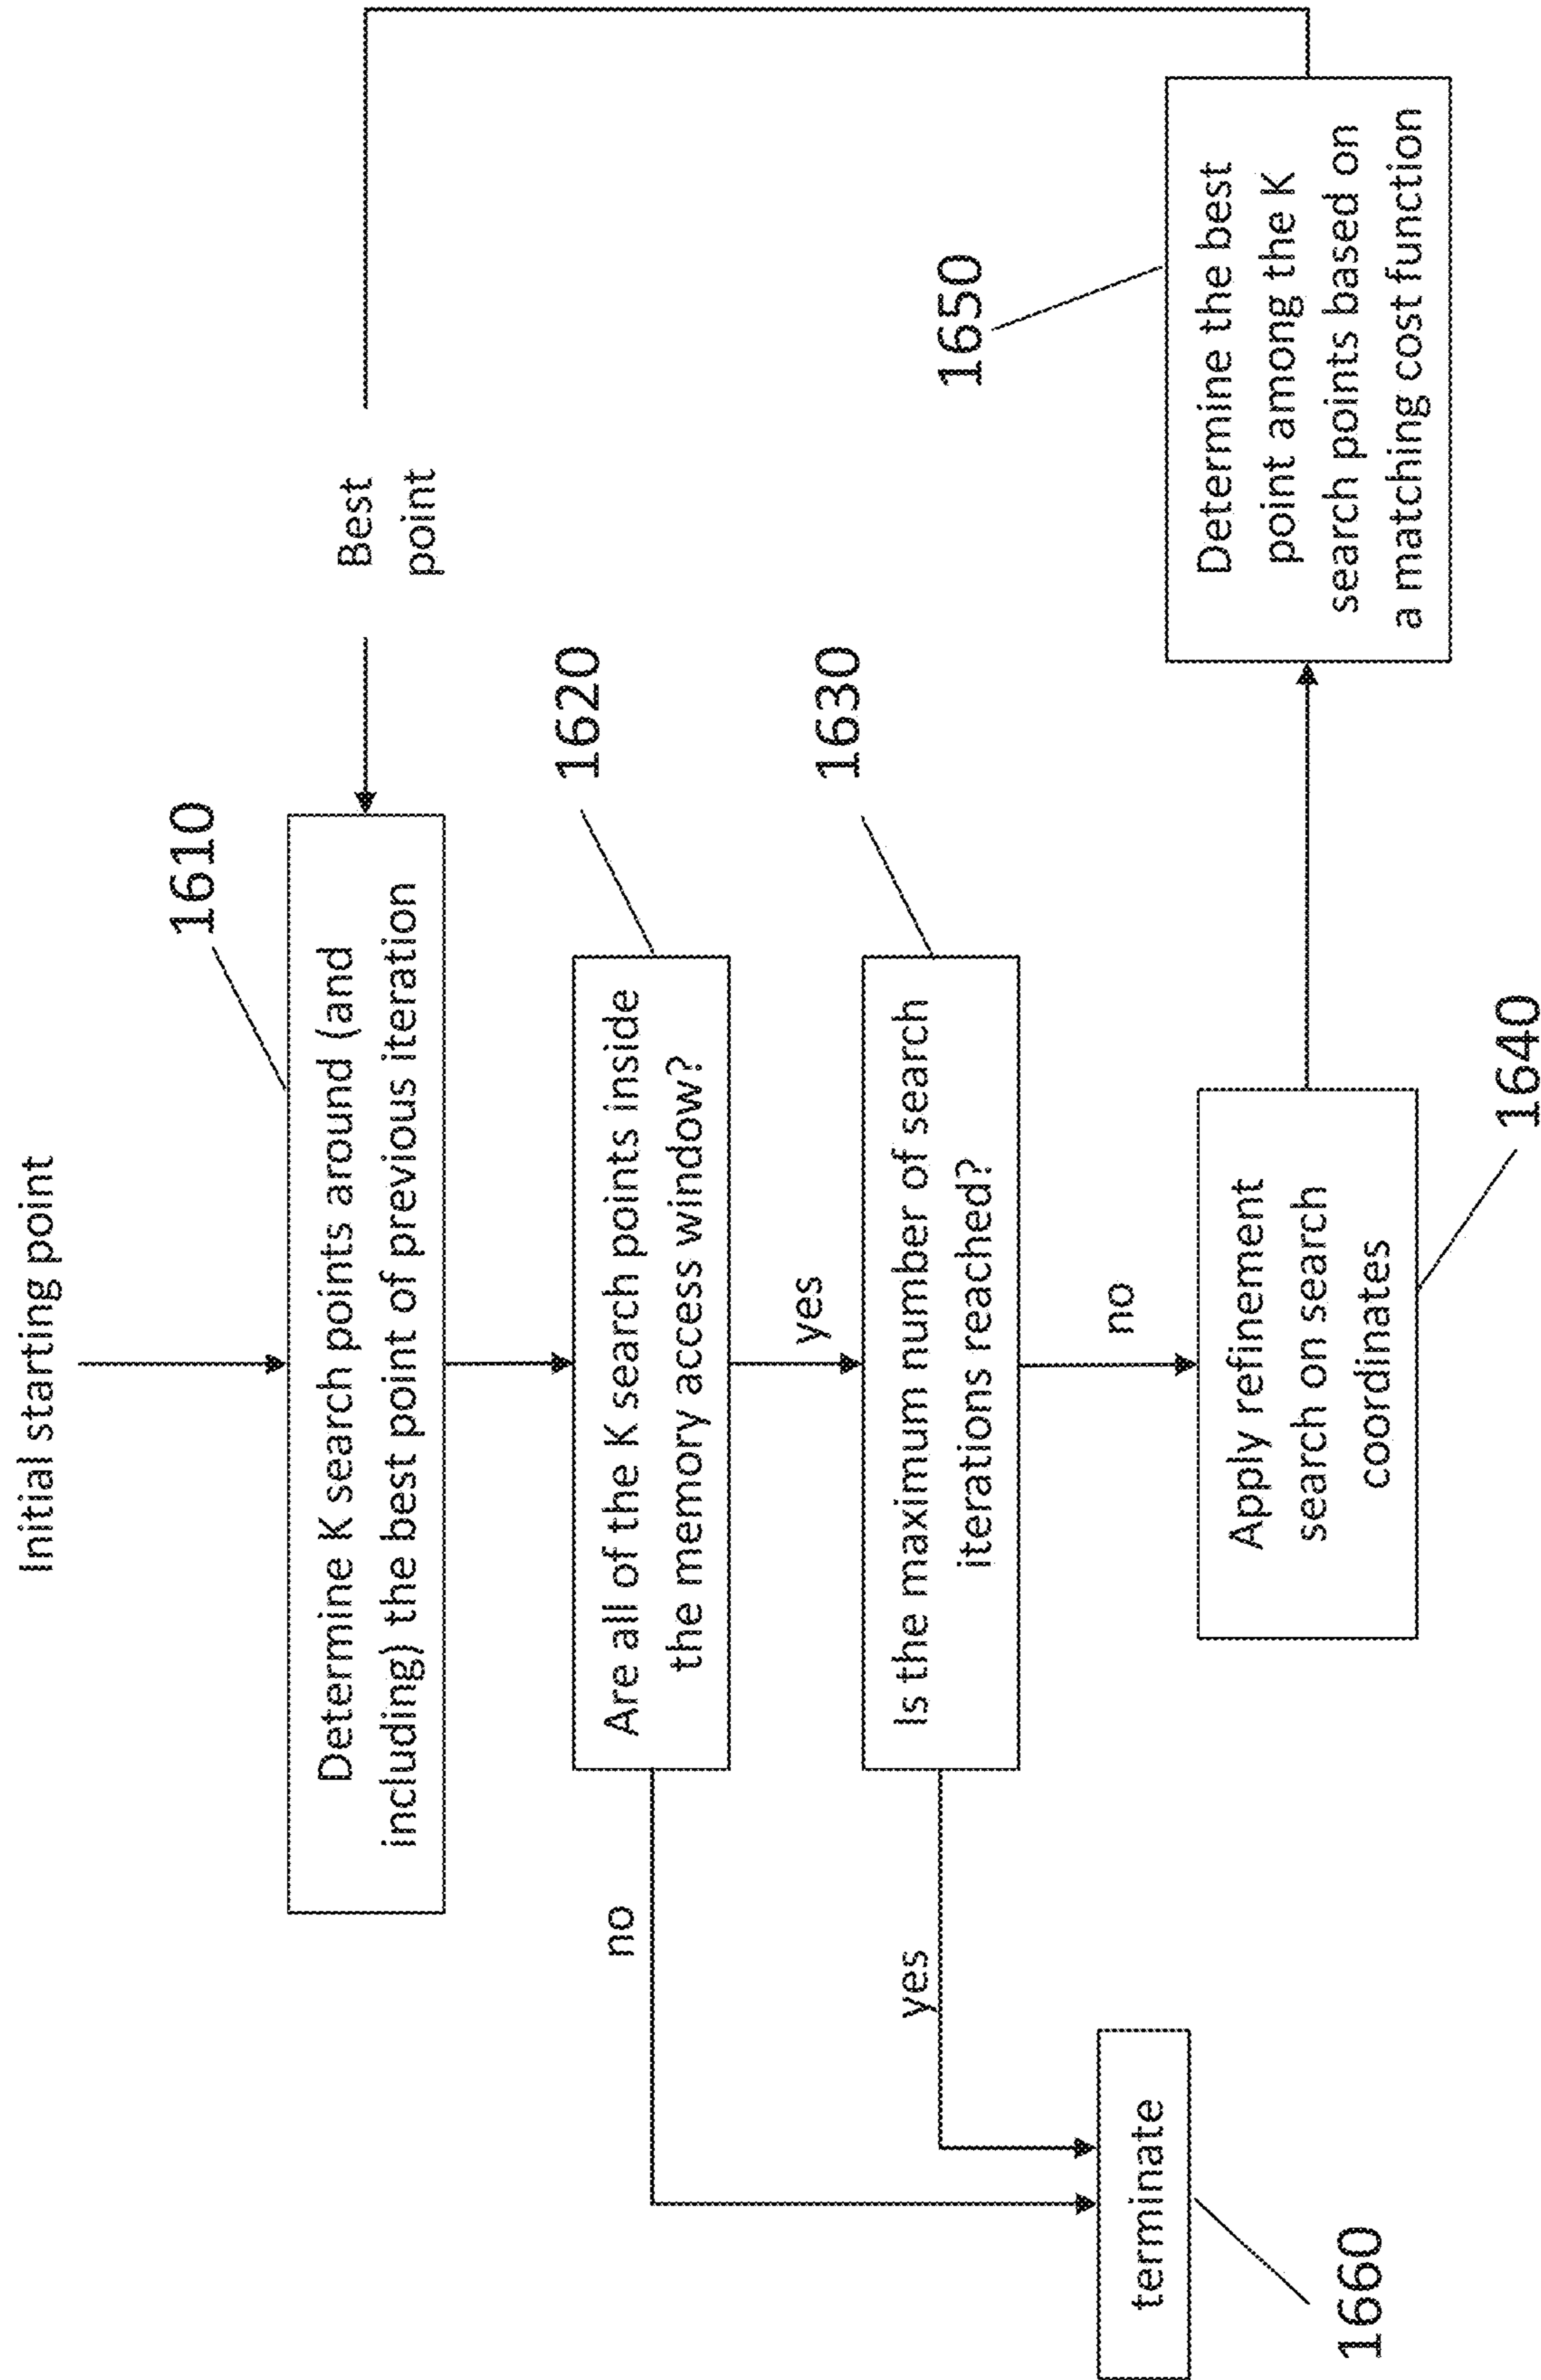 Initial starting point
1610
Determine K search points around (and
including) the best point of previous iteration
Best
point
1620
Are all of the K search points inside
the memory access window?
no
yes
1630
Is the maximum number of search
iterations reached?
yes
no
1640
Apply refinement
search on search
coordinates
1650
Determine the best
point among the K
search points based on
a matching cost function
terminate
1660